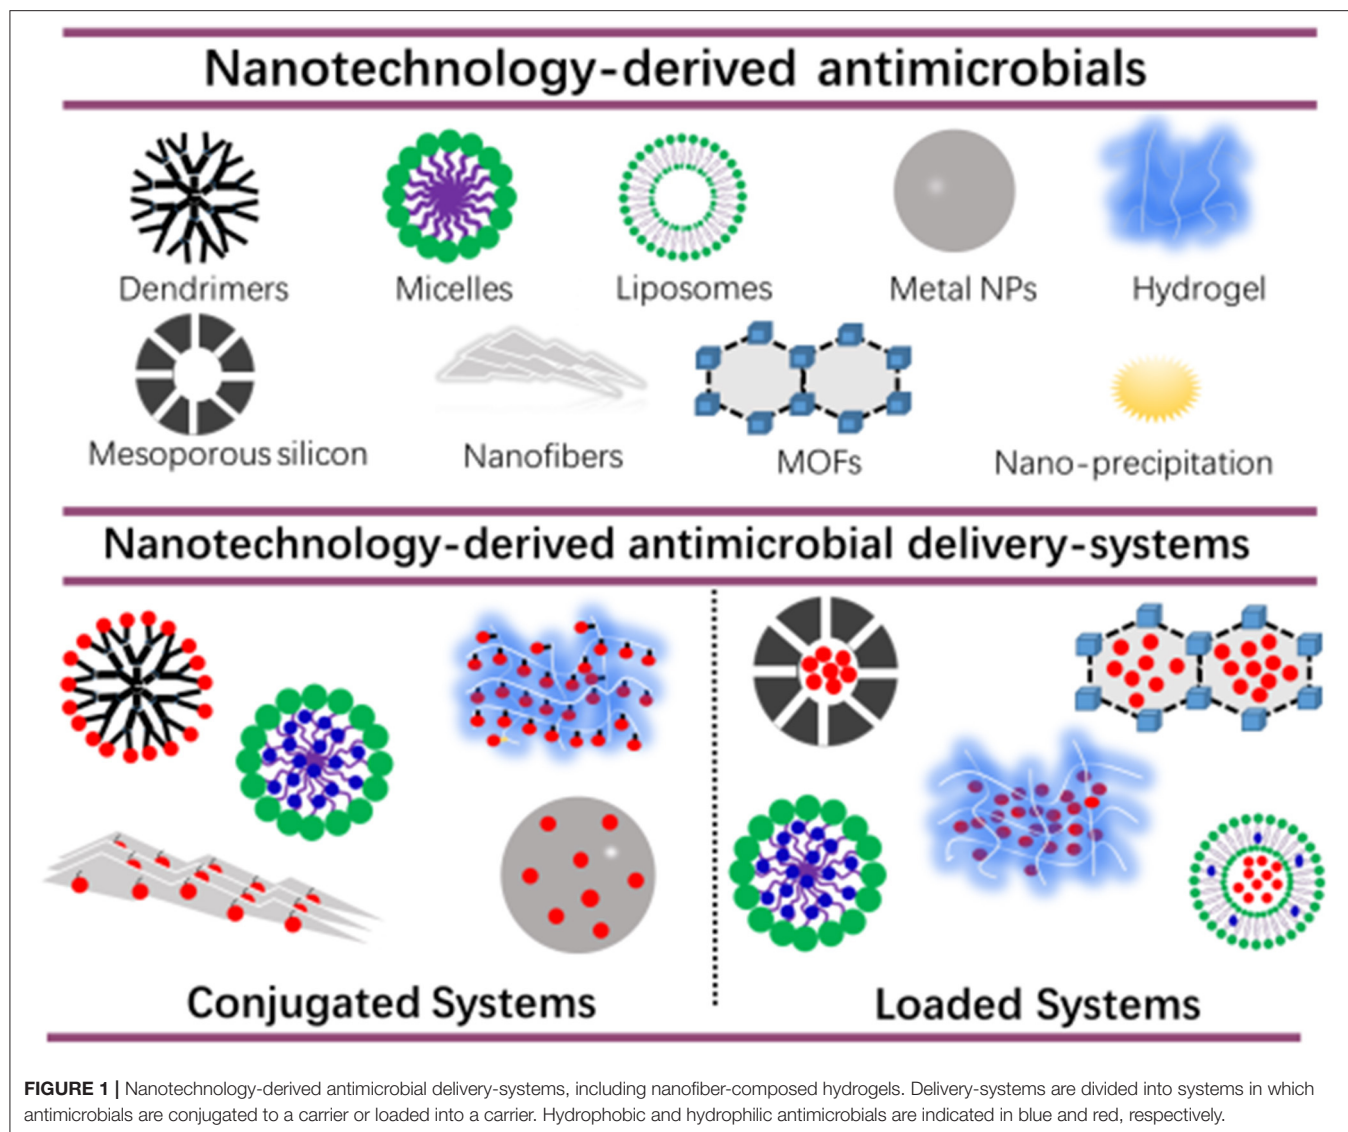 Nanotechnology-derived antimicrobials
Dendrimers
Micelles
Liposomes
Metal NPs
Hydrogel
Mesoporous silicon
Nanofibers
MOFs
Nano-precipitation
Nanotechnology-derived antimicrobial delivery-systems
Conjugated Systems
Loaded Systems
FIGURE 1 | Nanotechnology-derived antimicrobial delivery-systems, including nanofiber-composed hydrogels. Delivery-systems are divided into systems in which
antimicrobials are conjugated to a carrier or loaded into a carrier. Hydrophobic and hydrophilic antimicrobials are indicated in blue and red, respectively.